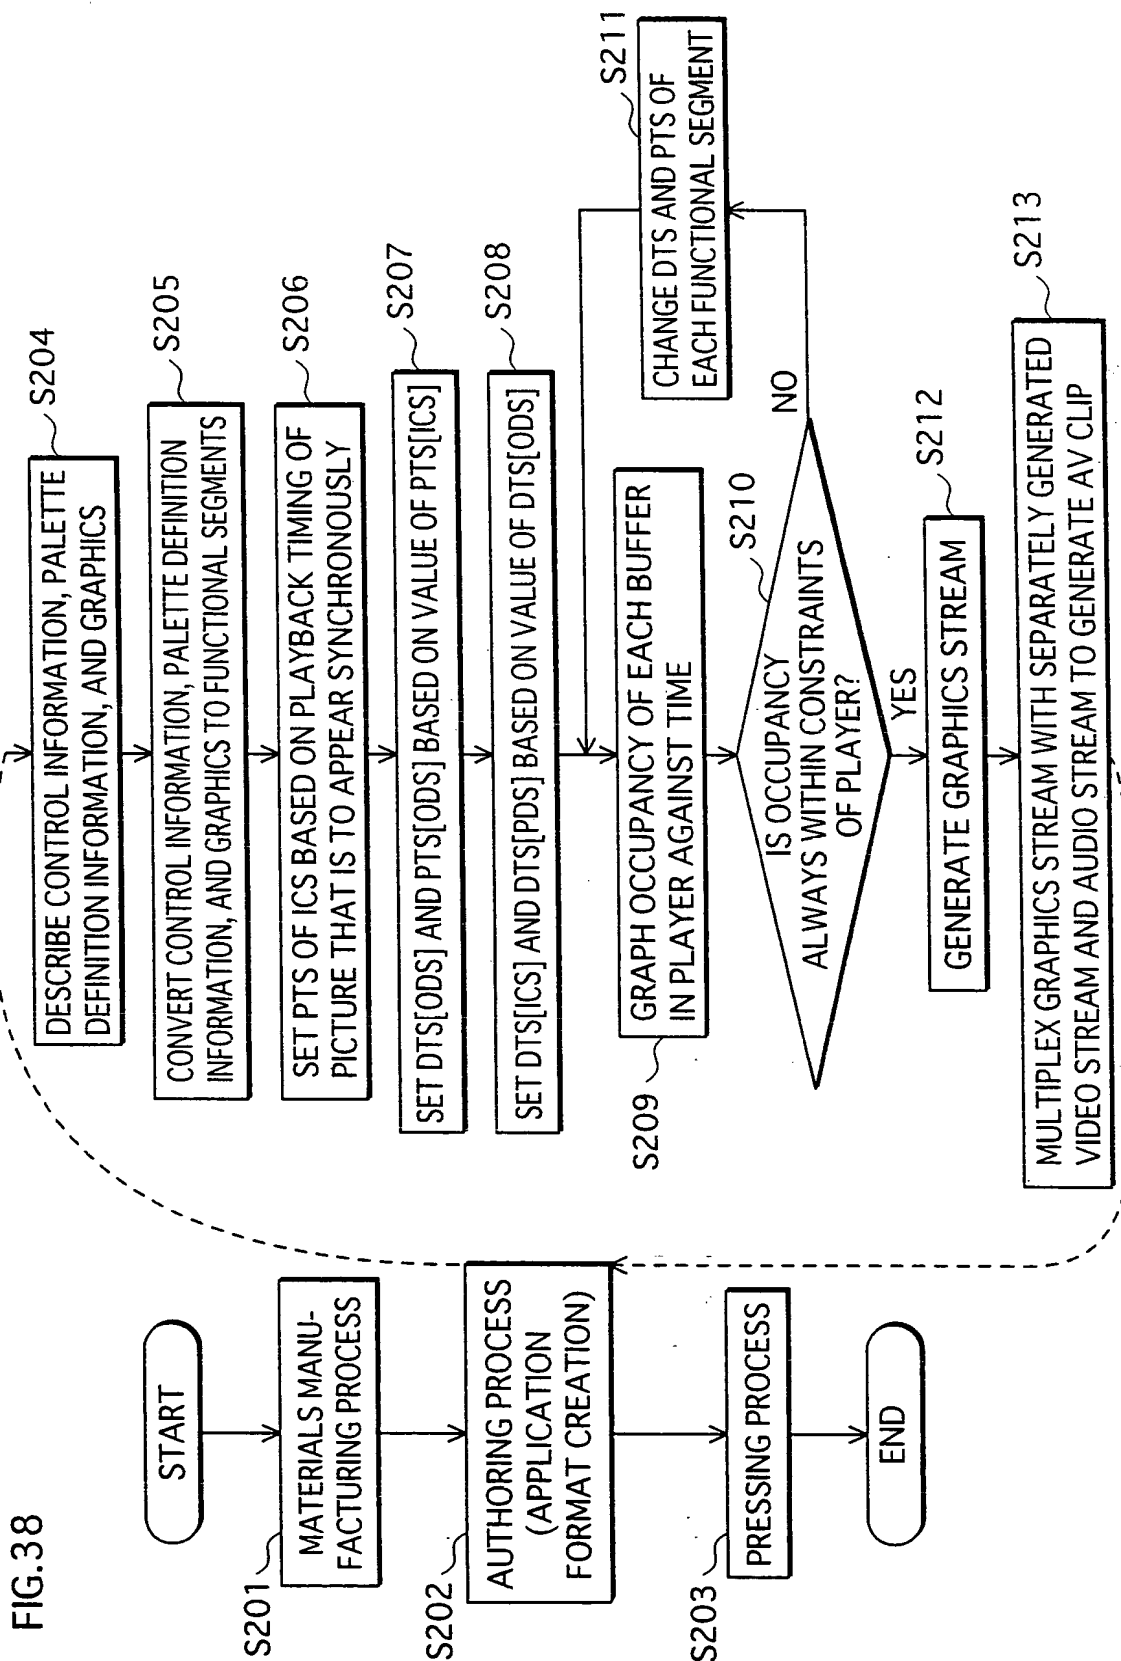 FIG.38
START
S201
MATERIALS MANU-
FACTURING PROCESS
S202
AUTHORING PROCESS
(APPLICATION
FORMAT CREATION)
S203
PRESSING PROCESS
END
S204
DESCRIBE CONTROL INFORMATION, PALETTE
DEFINITION INFORMATION, AND GRAPHICS
S205
CONVERT CONTROL INFORMATION, PALETTE DEFINITION
INFORMATION, AND GRAPHICS TO FUNCTIONAL SEGMENTS
S206
SET PTS OF ICS BASED ON PLAYBACK TIMING OF
PICTURE THAT IS TO APPEAR SYNCHRONOUSLY
S207
SET DTS[ODS] AND PTS[ODS] BASED ON VALUE OF PTS[ICS]
S208
SET DTS[ICS] AND DTS[PDS] BASED ON VALUE OF DTS[ODS]
S209
GRAPH OCCUPANCY OF EACH BUFFER
IN PLAYER AGAINST TIME
S210
IS OCCUPANCY
ALWAYS WITHIN CONSTRAINTS
OF PLAYER?
NO
S211
CHANGE DTS AND PTS OF
EACH FUNCTIONAL SEGMENT
YES
S212
GENERATE GRAPHICS STREAM
S213
MULTIPLEX GRAPHICS STREAM WITH SEPARATELY GENERATED
VIDEO STREAM AND AUDIO STREAM TO GENERATE AV CLIP